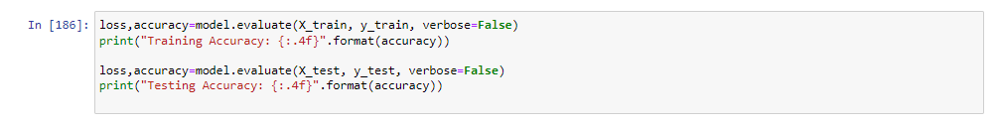 In [186]: loss,accuracy=model.evaluate(X_train, y_train, verbose=False)
print("Training Accuracy: {:.4f}".format(accuracy))
loss,accuracy=model.evaluate(X_test, y_test, verbose=False)
print("Testing Accuracy: {:.4f}".format(accuracy))